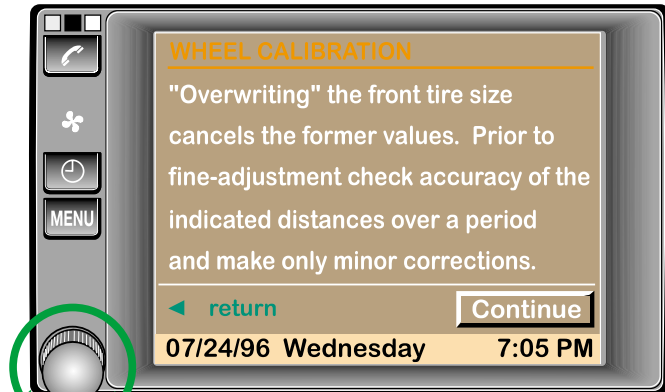 WHEEL CALIBRATION
"Overwriting" the front tire size
cancels the former values. Prior to
fine-adjustment check accuracy of the
indicated distances over a period
and make only minor corrections.
MENU
◄ return Continue
07/24/96 Wednesday 7:05 PM